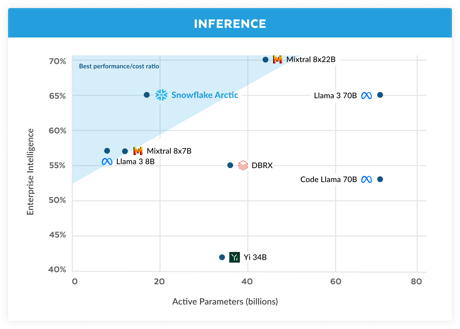 INFERENCE
70%
Best performance/cost ratio
Mixtral 8x22B
65%
Snowflake Arctic
Llama 3 70B
60%
Mixtral 8x7B
Llama 3 8B
55%
DBRX
Code Llama 70B
50%
45%
Yi 34B
40%
Enterprise Intelligence
0 20 40 60 80
Active Parameters (billions)